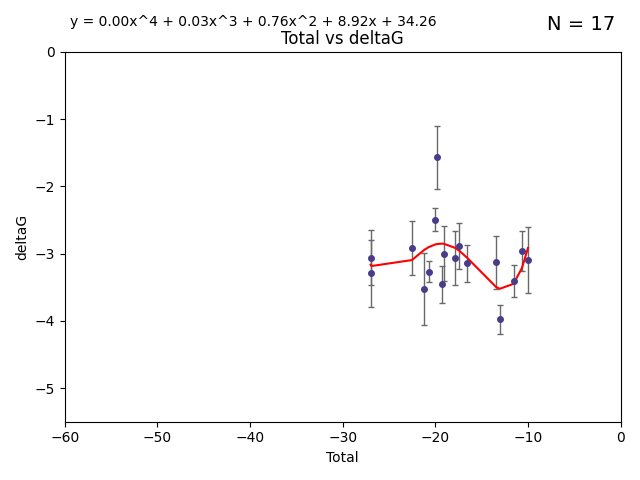 y = 0.00x^4 + 0.03x^3 + 0.76x^2 + 8.92x + 34.26
N = 17
Total vs deltaG
0
−1
−2
−3
−4
−5
deltaG
−60 −50 −40 −30 −20 −10 0
Total